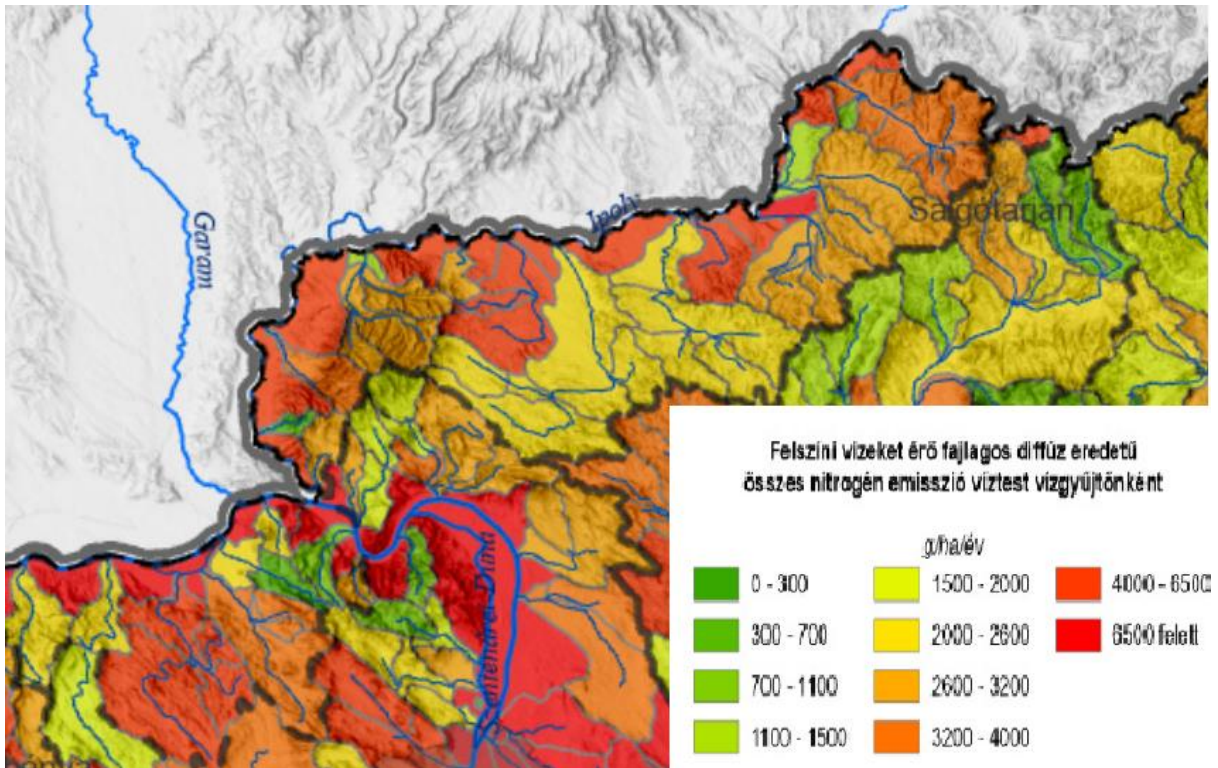 Garam
Ipoly
Salgótarján
Szentendrei-Duna
Felszíni vizeket érő fajlagos diffúz eredetű
összes nitrogén emisszió víztest vízgyűjtőnként
g/ha/év
0 - 300
300 - 700
700 - 1100
1100 - 1500
1500 - 2000
2000 - 2600
2600 - 3200
3200 - 4000
4000 - 6500
6500 felett